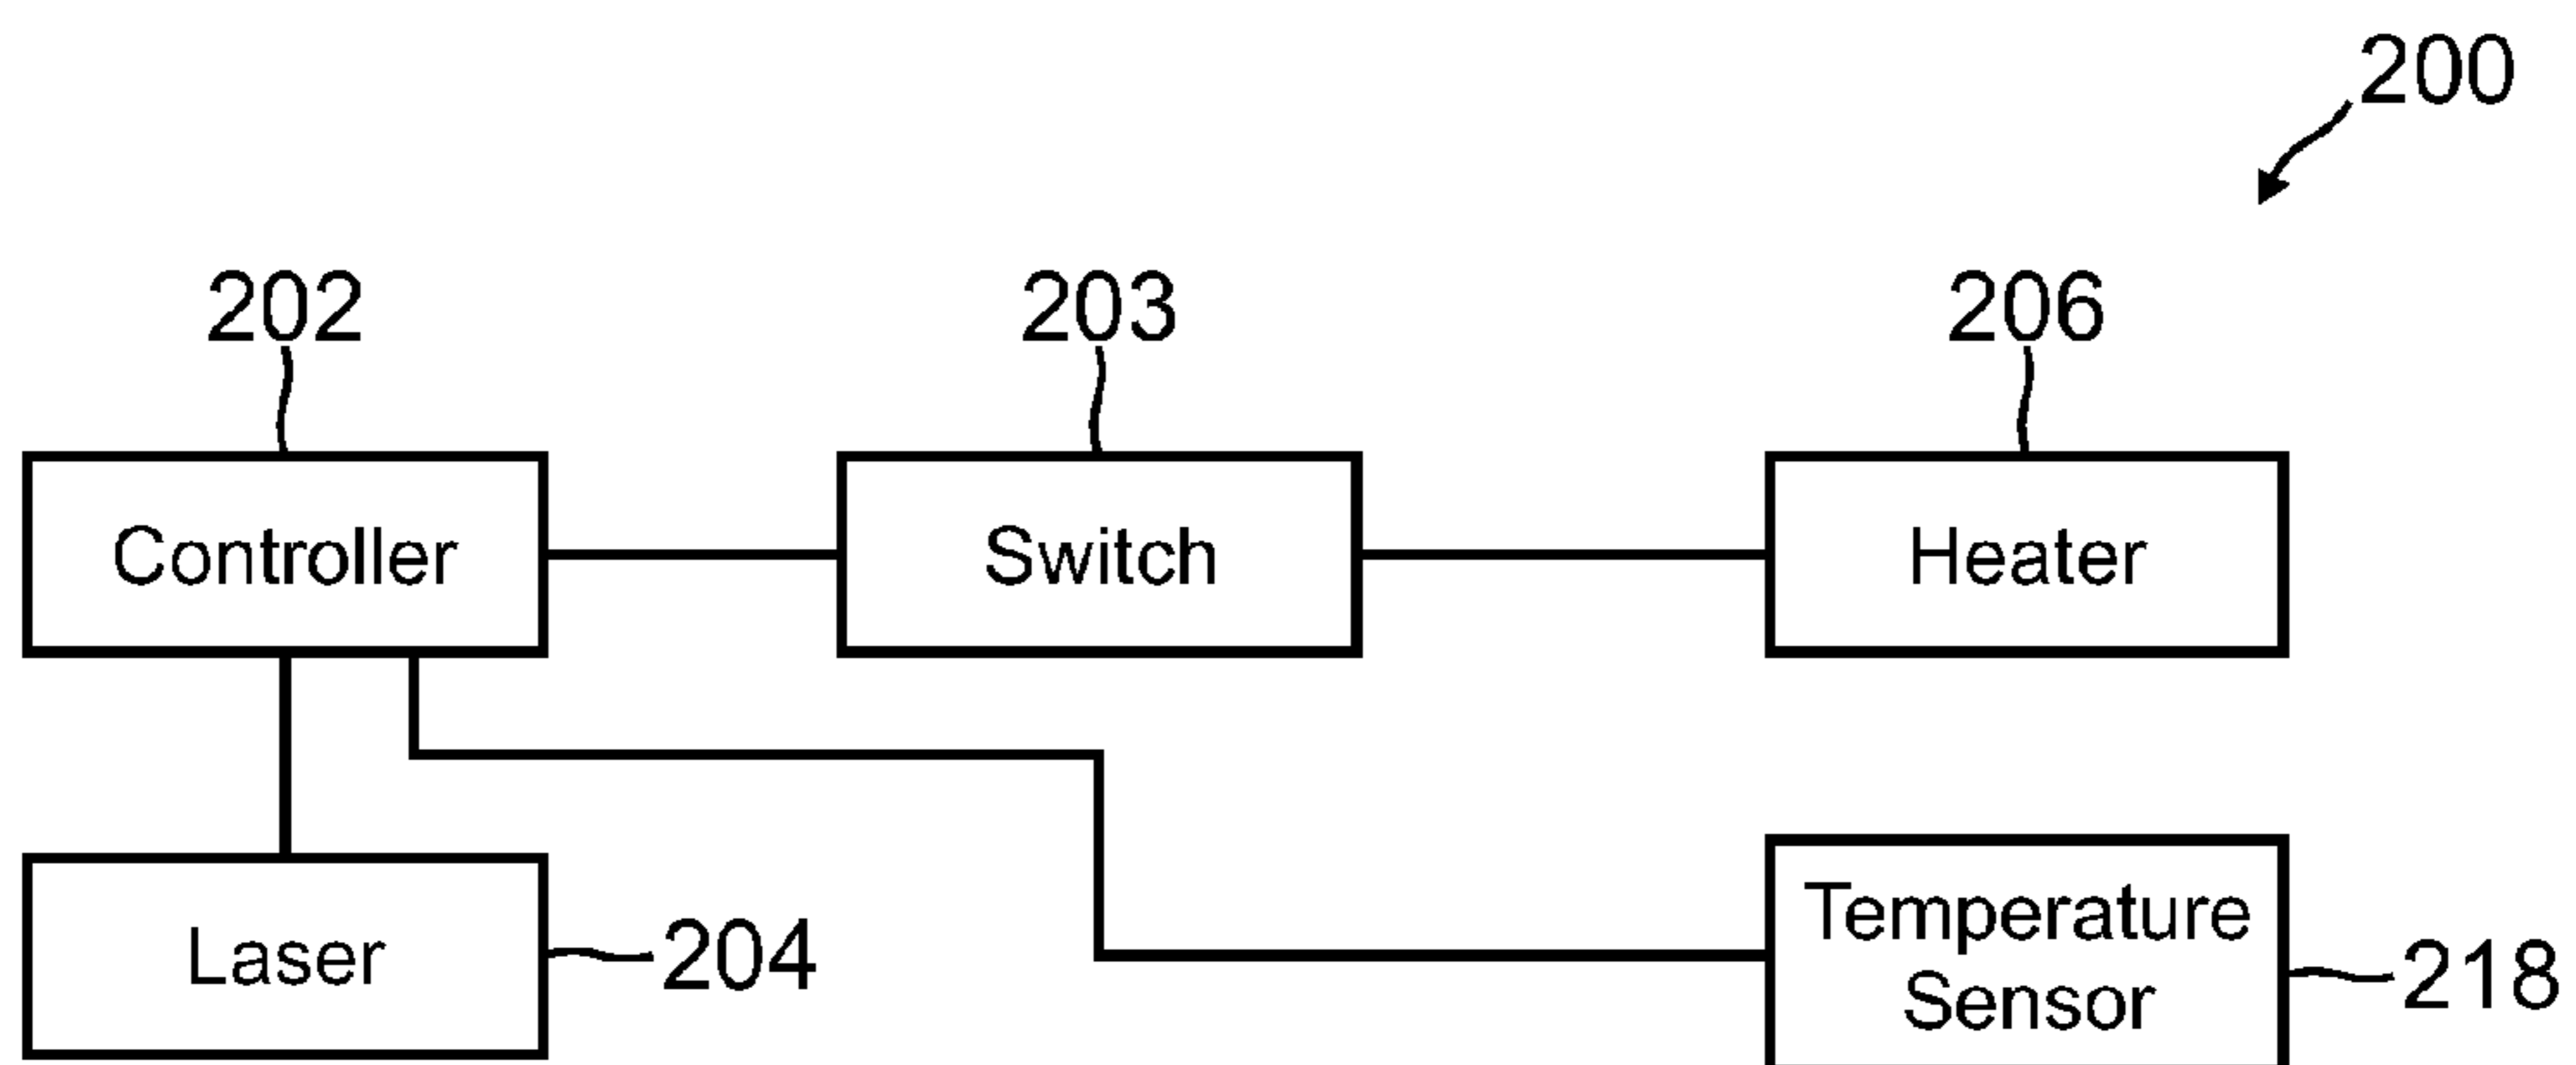 200
202
203
206
Controller
Switch
Heater
Laser
204
Temperature
Sensor
218